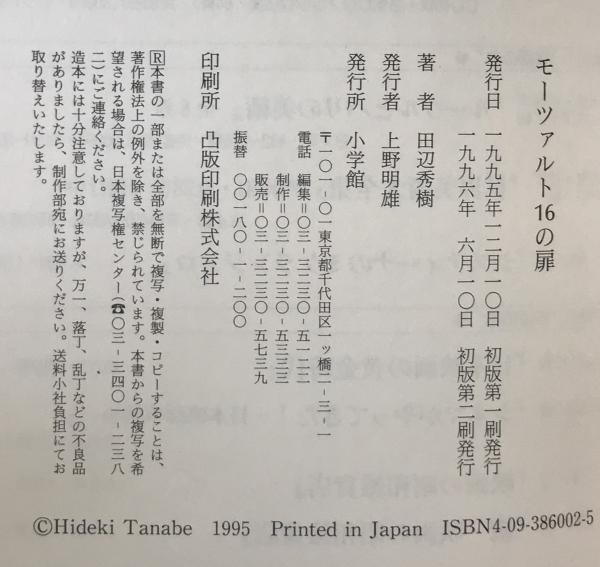 モーツァルト16の扉
発行日　一九九五年一二月一〇日　初版第一刷発行
一九九六年　六月一〇日　初版第二刷発行
著　者　田辺秀樹
発行者　上野明雄
発行所　小学館
〒一〇一-〇一東京都千代田区一ッ橋二-三-一
電話　編集＝〇三-三二三〇-五一二一
制作＝〇三-三二三〇-五三三三
販売＝〇三-三二三〇-五七三九
振替　〇〇一八〇-一-二〇〇
印刷所　凸版印刷株式会社
Ⓡ本書の一部または全部を無断で複写・複製・コピーすることは、
著作権法上の例外を除き、禁じられています。本書からの複写を希
望される場合は、日本複写権センター（☎〇三-三四〇一-二三八
二）にご連絡ください。
造本には十分注意しておりますが、万一、落丁、乱丁などの不良品
がありましたら、制作部宛にお送りください。送料小社負担にてお
取り替えいたします。
©Hideki Tanabe 1995 Printed in Japan ISBN4-09-386002-5